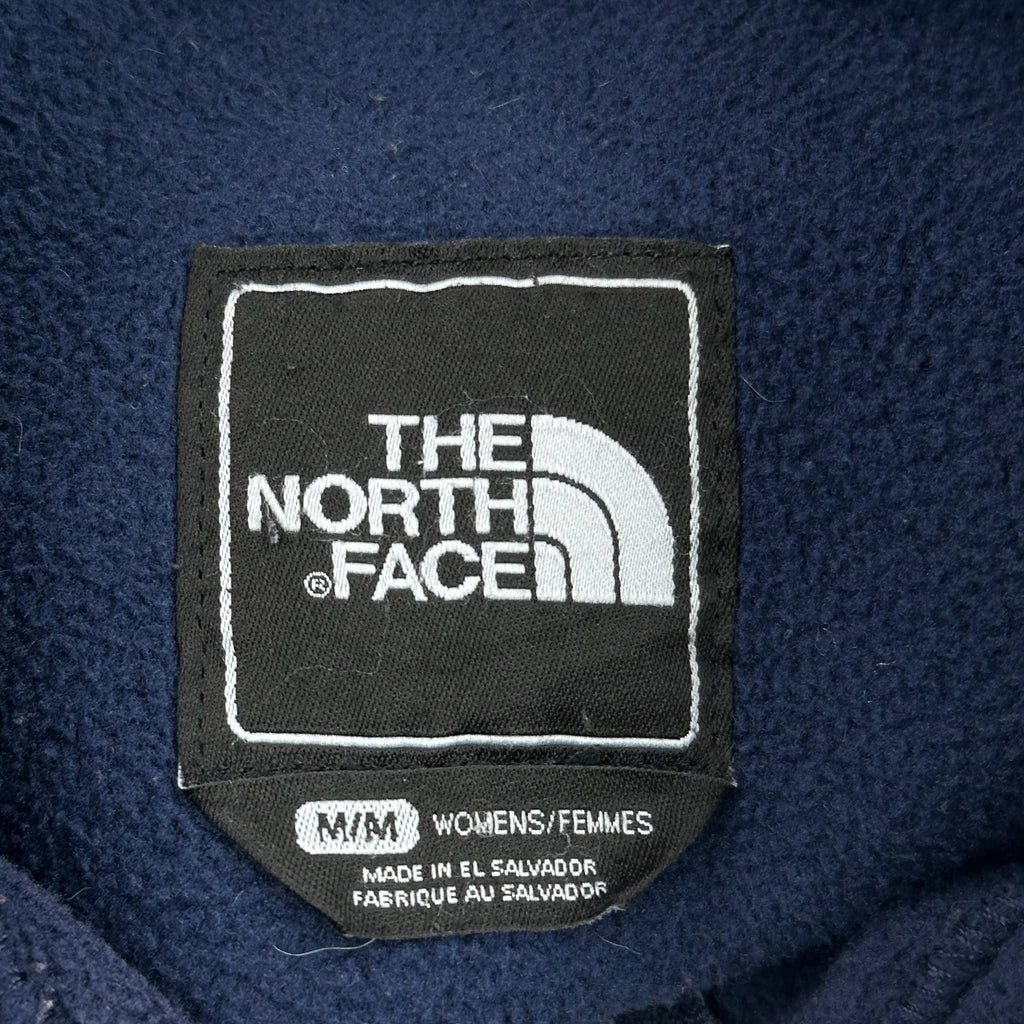 THE
NORTH
®FACE
M/M WOMENS/FEMMES
MADE IN EL SALVADOR
FABRIQUE AU SALVADOR